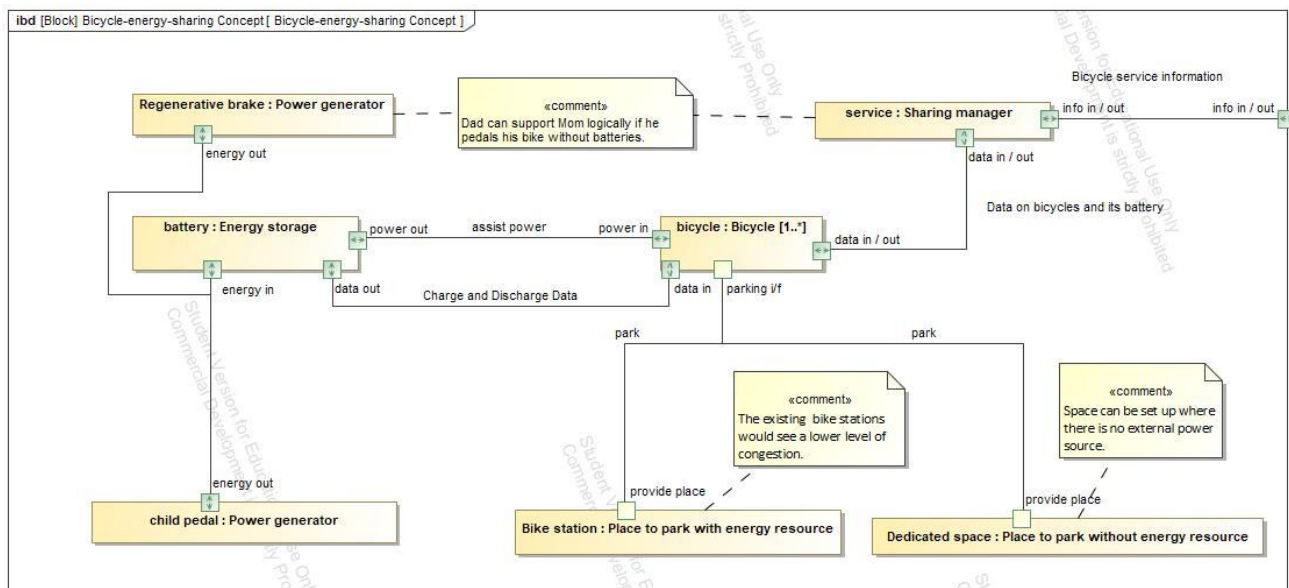 ibd [Block] Bicycle-energy-sharing Concept [ Bicycle-energy-sharing Concept ]
Regenerative brake : Power generator
energy out
«comment»
Dad can support Mom logically if he
pedals his bike without batteries.
service : Sharing manager
info in / out
Bicycle service information
info in / out
data in / out
Data on bicycles and its battery
battery : Energy storage
power out
assist power
power in
bicycle : Bicycle [1..*]
data in / out
energy in
data out
Charge and Discharge Data
data in
parking i/f
park
park
«comment»
The existing bike stations
would see a lower level of
congestion.
«comment»
Space can be set up where
there is no external power
source.
energy out
child pedal : Power generator
provide place
Bike station : Place to park with energy resource
provide place
Dedicated space : Place to park without energy resource